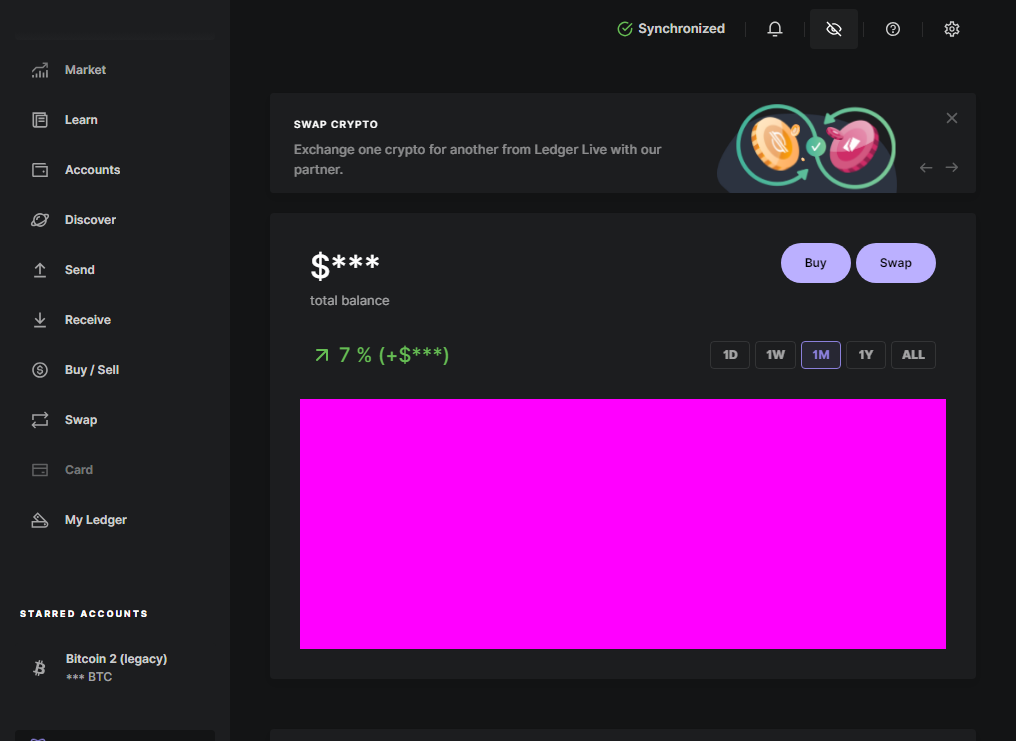 Synchronized
Market
Learn
Accounts
Discover
Send
Receive
Buy / Sell
Swap
Card
My Ledger
STARRED ACCOUNTS
Bitcoin 2 (legacy)
*** BTC
SWAP CRYPTO
Exchange one crypto for another from Ledger Live with our
partner.
$***
total balance
Buy Swap
7 % (+$***)
1D 1W 1M 1Y ALL